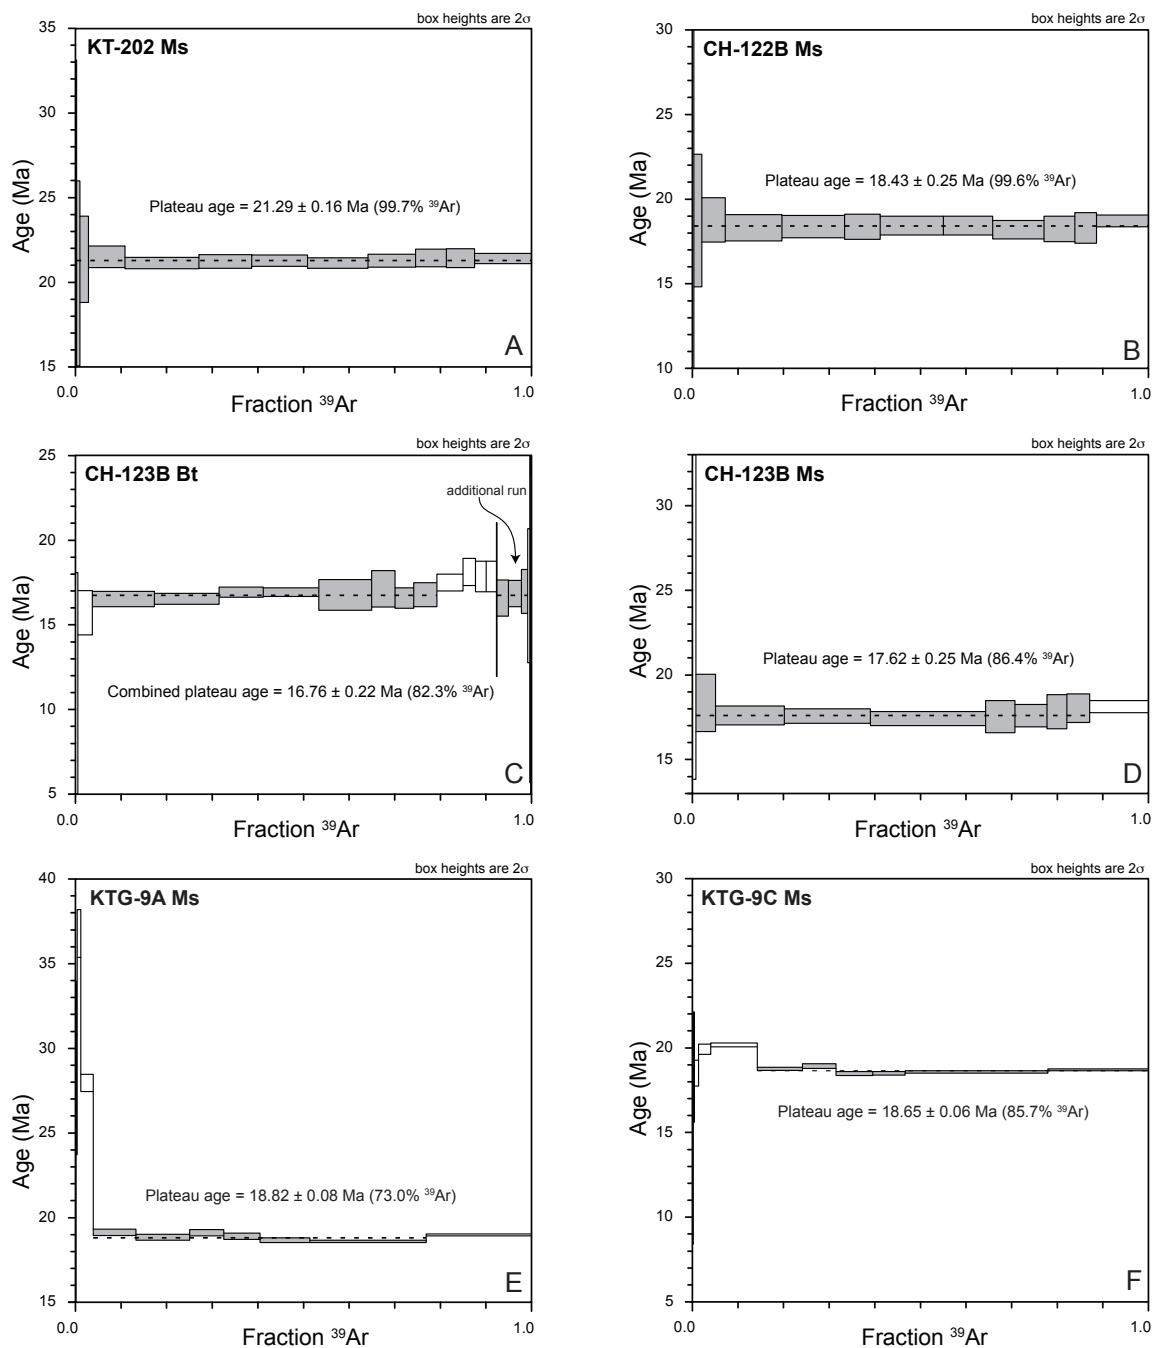 box heights are 2σ
KT-202 Ms
35
30
25
20
15
Age (Ma)
Plateau age = 21.29 ± 0.16 Ma (99.7% ³⁹Ar)
A
0.0
1.0
Fraction ³⁹Ar
box heights are 2σ
CH-122B Ms
30
25
20
15
10
Age (Ma)
Plateau age = 18.43 ± 0.25 Ma (99.6% ³⁹Ar)
B
0.0
1.0
Fraction ³⁹Ar
box heights are 2σ
CH-123B Bt
additional run
25
20
15
10
5
Age (Ma)
Combined plateau age = 16.76 ± 0.22 Ma (82.3% ³⁹Ar)
C
0.0
1.0
Fraction ³⁹Ar
box heights are 2σ
CH-123B Ms
30
25
20
15
Age (Ma)
Plateau age = 17.62 ± 0.25 Ma (86.4% ³⁹Ar)
D
0.0
1.0
Fraction ³⁹Ar
box heights are 2σ
KTG-9A Ms
40
35
30
25
20
15
Age (Ma)
Plateau age = 18.82 ± 0.08 Ma (73.0% ³⁹Ar)
E
0.0
1.0
Fraction ³⁹Ar
box heights are 2σ
KTG-9C Ms
30
25
20
15
10
5
Age (Ma)
Plateau age = 18.65 ± 0.06 Ma (85.7% ³⁹Ar)
F
0.0
1.0
Fraction ³⁹Ar